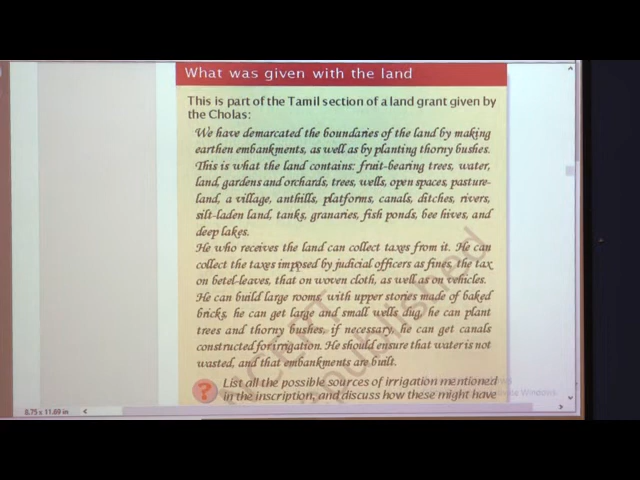 What was given with the land
This is part of the Tamil section of a land grant given by
the Cholas:
We have demarcated the boundaries of the land by making
earthen embankments, as well as by planting thorny bushes.
This is what the land contains: fruit-bearing trees, water,
land, gardens and orchards, trees, wells, open spaces, pasture-
land, a village, anthills, platforms, canals, ditches, rivers,
silt-laden land, tanks, granaries, fish ponds, bee hives, and
deep lakes.
He who receives the land can collect taxes from it. He can
collect the taxes imposed by judicial officers as fines, the tax
on betel-leaves, that on woven cloth, as well as on vehicles.
He can build large rooms, with upper stories made of baked
bricks, he can get large and small wells dug, he can plant
trees and thorny bushes, if necessary, he can get canals
constructed for irrigation. He should ensure that water is not
wasted, and that embankments are built.
? List all the possible sources of irrigation mentioned
in the inscription, and discuss how these might have
8.75 x 11.69 in